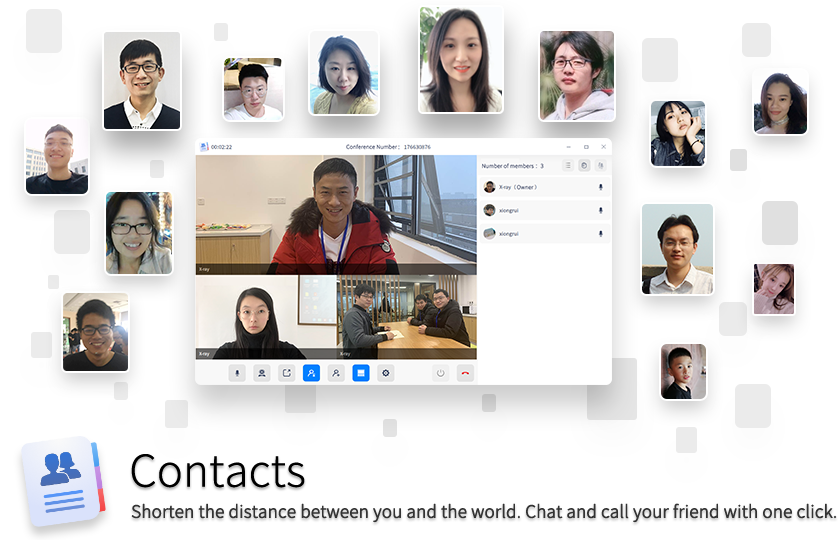 00:02:22
Conference Number: 176630876
Number of members: 3
X-ray (Owner)
xiongrui
xiongrui
X-ray
X-ray
X-ray
Contacts
Shorten the distance between you and the world. Chat and call your friend with one click.